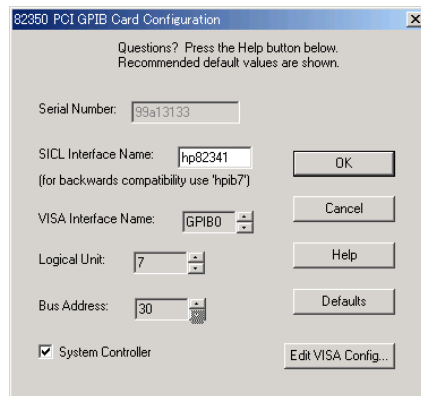 82350 PCI GPIB Card Configuration
Questions? Press the Help button below.
Recommended default values are shown.
Serial Number: 99a13133
SICL Interface Name: hp82341
(for backwards compatibility use 'hpib7')
OK
VISA Interface Name: GPIB0
Cancel
Logical Unit: 7
Help
Bus Address: 30
Defaults
System Controller
Edit VISA Config...